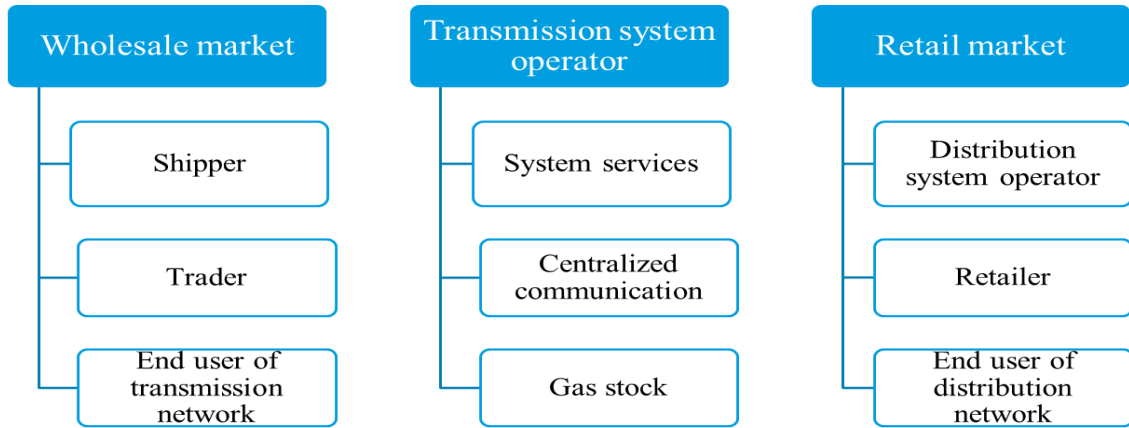 Wholesale market
Shipper
Trader
End user of
transmission
network
Transmission system
operator
System services
Centralized
communication
Gas stock
Retail market
Distribution
system operator
Retailer
End user of
distribution
network